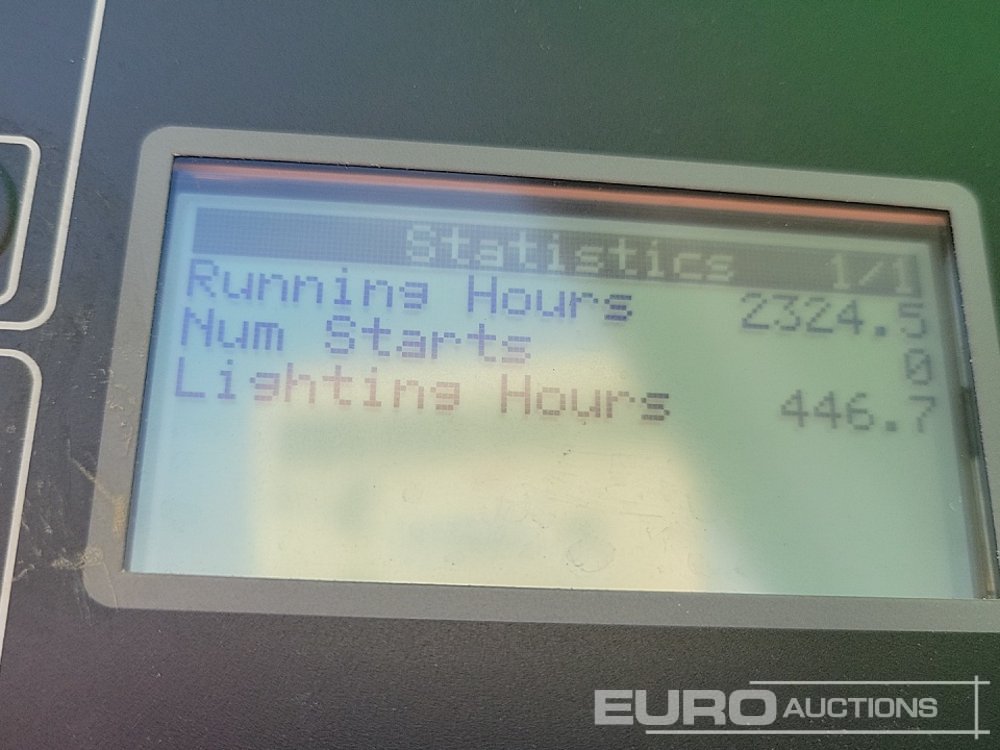 Statistics 1/1
Running Hours 2324.5
Num Starts 0
Lighting Hours 446.7
EURO AUCTIONS